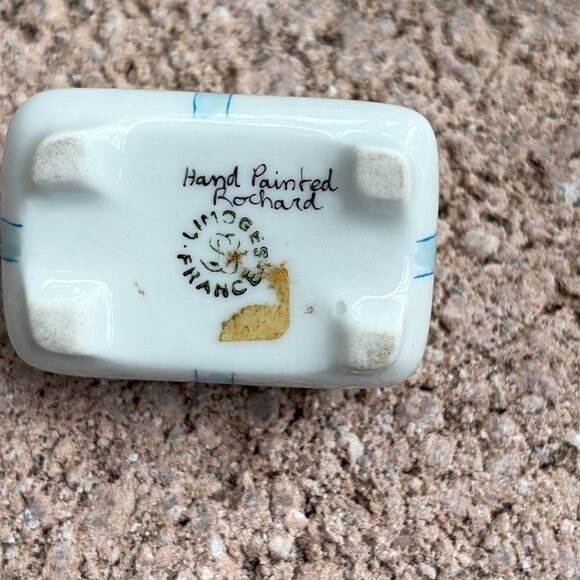 Hand Painted
Rochard
·LIMOGES·
FRANCE